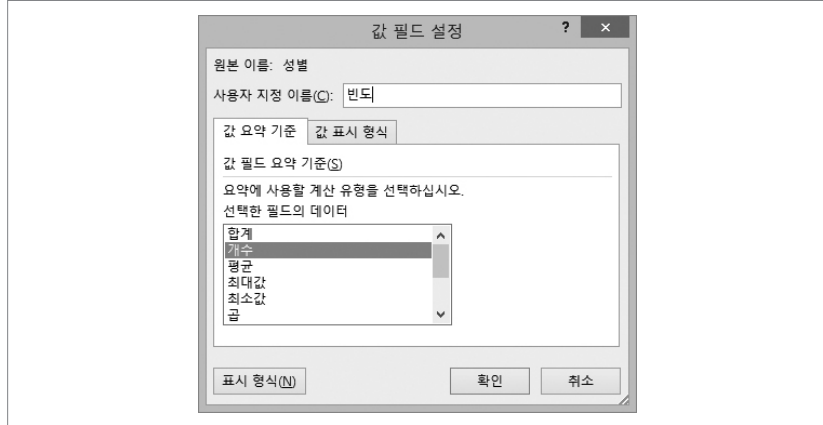 값 필드 설정 ? ×
원본 이름: 성별
사용자 지정 이름(C): 빈도
값 요약 기준 값 표시 형식
값 필드 요약 기준(S)
요약에 사용할 계산 유형을 선택하십시오.
선택한 필드의 데이터
합계
개수
평균
최대값
최소값
곱
표시 형식(N) 확인 취소